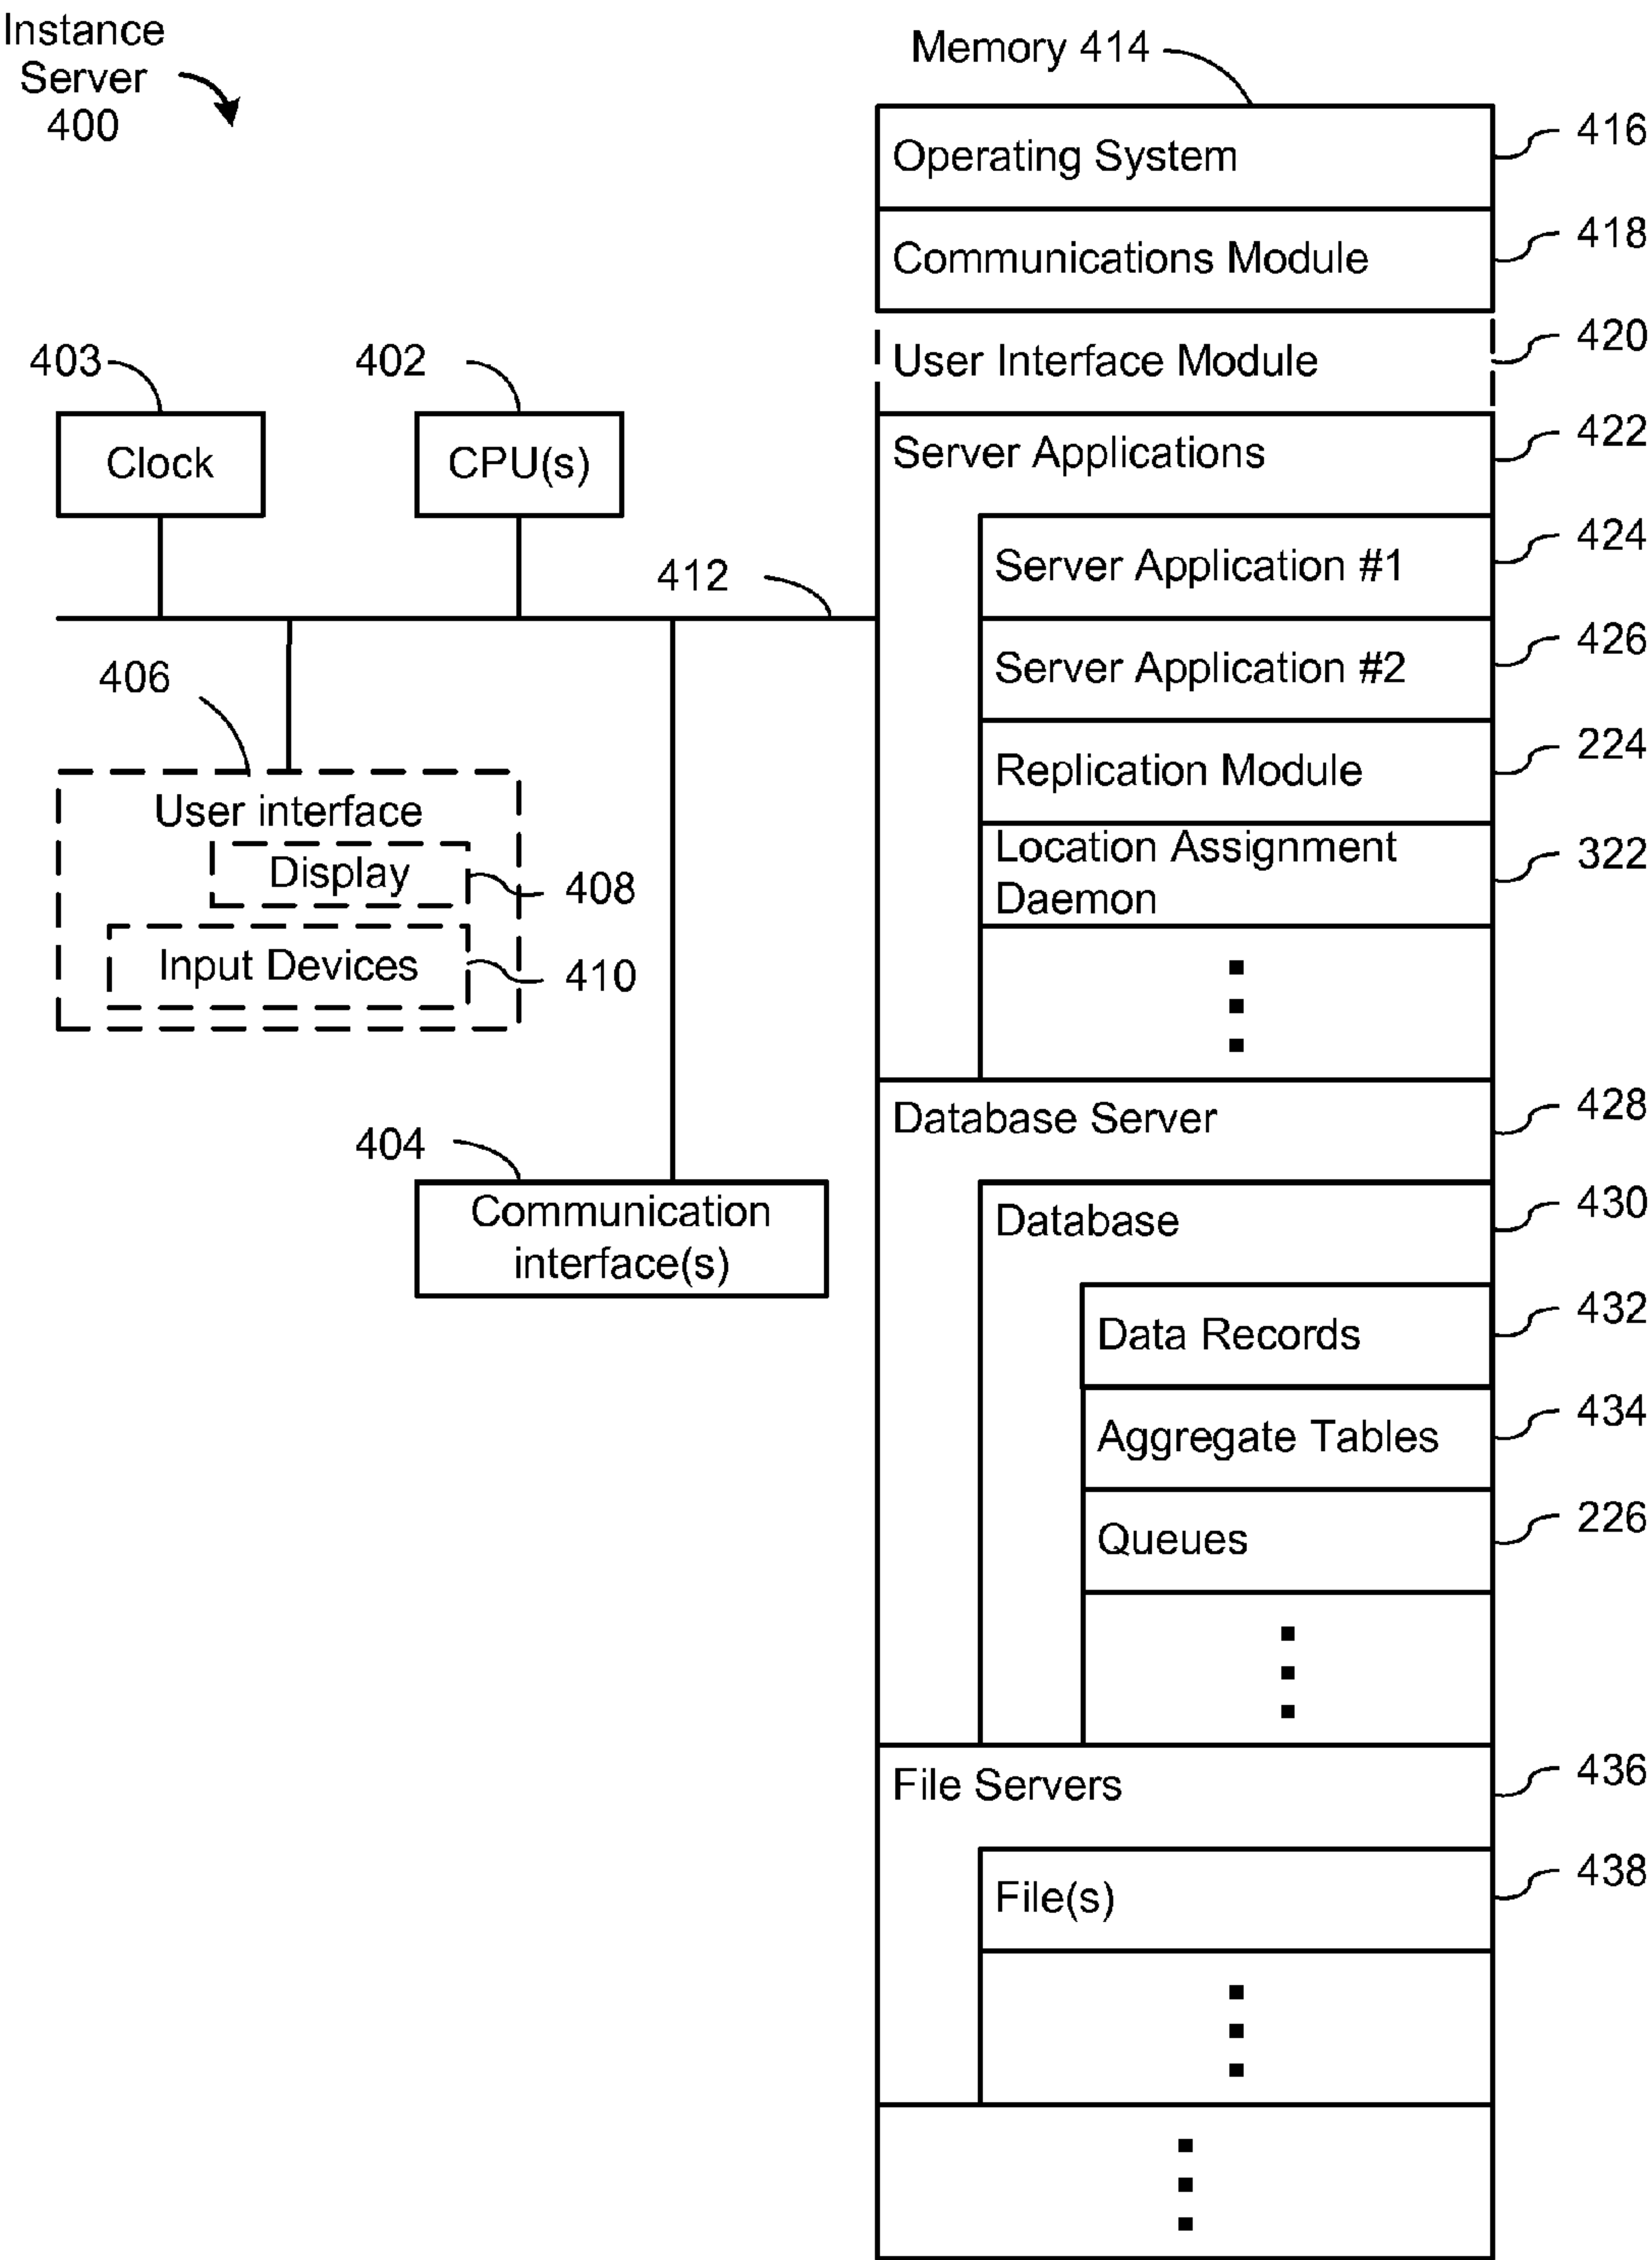 Instance
Server
400
Memory 414
Operating System
416
Communications Module
418
User Interface Module
420
Server Applications
422
Server Application #1
424
Server Application #2
426
Replication Module
224
Location Assignment
Daemon
322
403
Clock
402
CPU(s)
412
406
User interface
Display
408
Input Devices
410
404
Communication
interface(s)
Database Server
428
Database
430
Data Records
432
Aggregate Tables
434
Queues
226
File Servers
436
File(s)
438